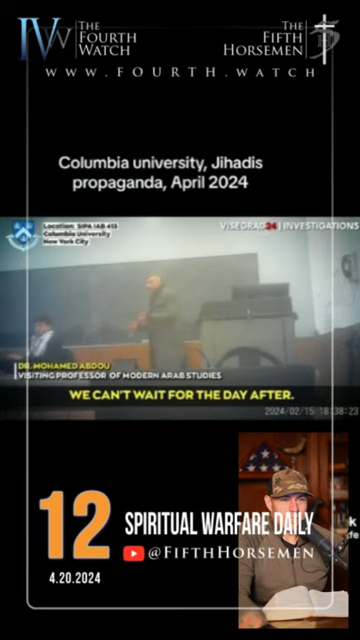 IVW
THE
FOURTH
WATCH
THE
FIFTH
HORSEMEN
WWW.FOURTH.WATCH
Columbia university, Jihadis
propaganda, April 2024
Location: SIPA IAB 413
Columbia University
New York City
VISEGRAD24 | INVESTIGATIONS
DR. MOHAMED ABDOU
VISITING PROFESSOR OF MODERN ARAB STUDIES
WE CAN'T WAIT FOR THE DAY AFTER.
2024/02/15 18:38:23
12
SPIRITUAL WARFARE DAILY
@FIFTHHORSEMEN
4.20.2024